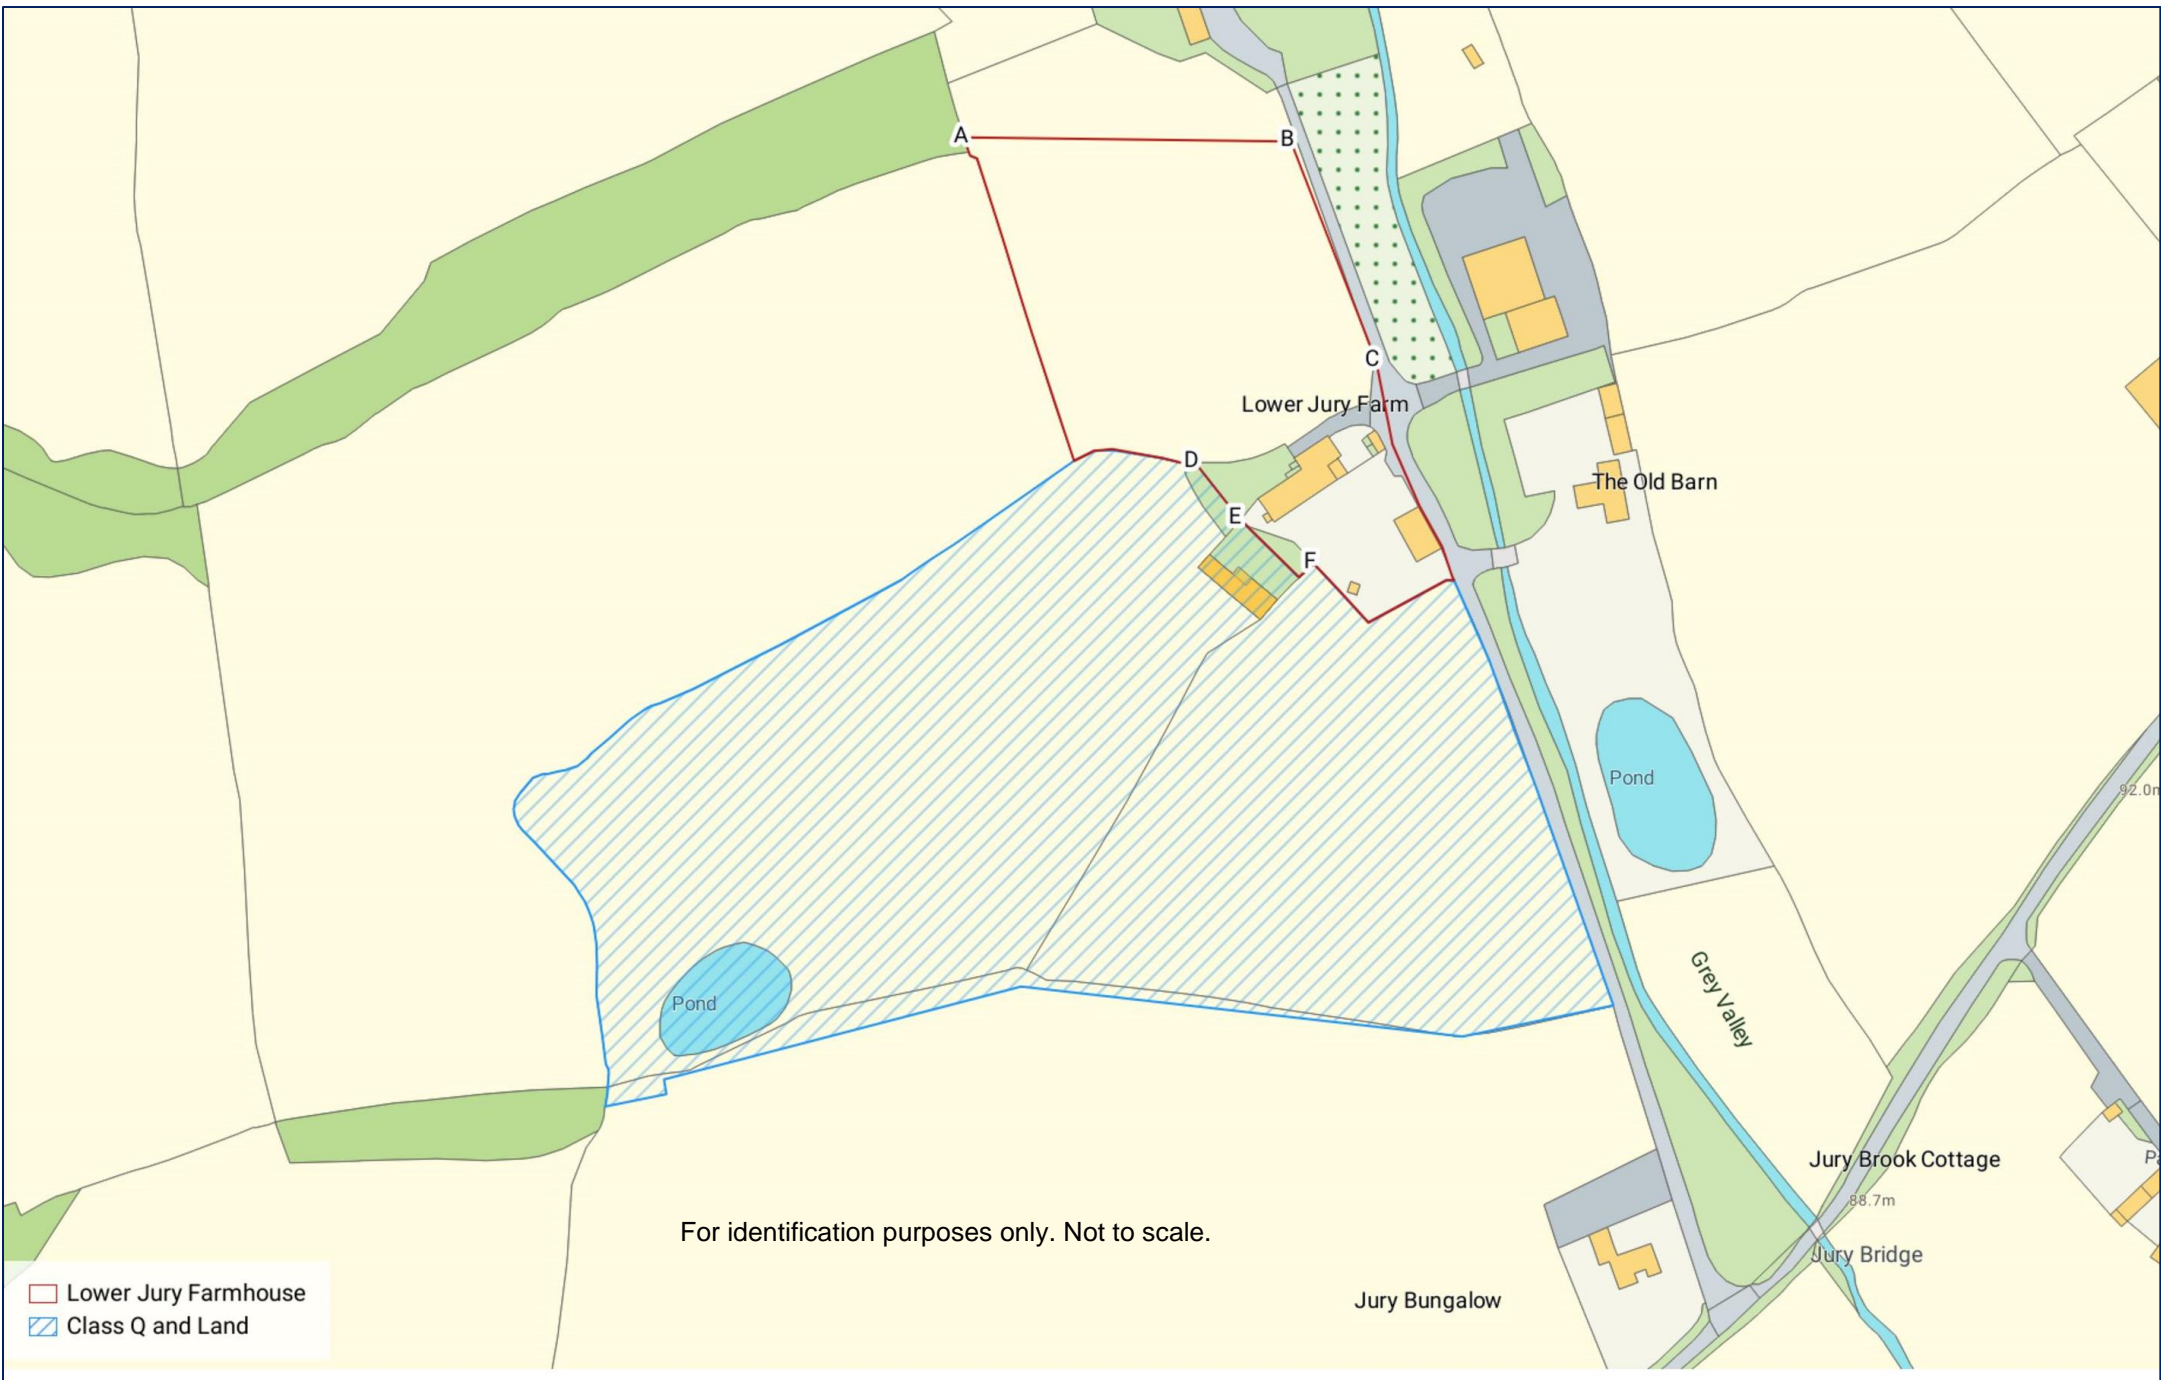 A
B
C
Lower Jury Farm
D
The Old Barn
E
F
Pond
92.0m
Pond
Grey Valley
Jury Brook Cottage
88.7m
For identification purposes only. Not to scale.
Jury Bridge
Lower Jury Farmhouse
Jury Bungalow
Class Q and Land